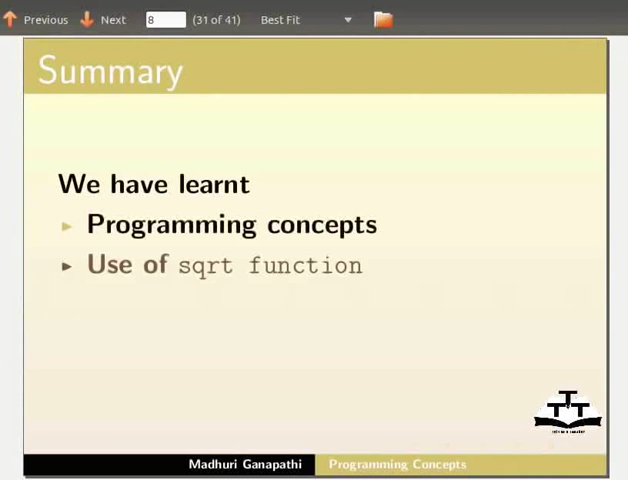 Previous Next 8 (31 of 41) Best Fit
Summary
We have learnt
Programming concepts
Use of sqrt function
TTT
Madhuri Ganapathi Programming Concepts